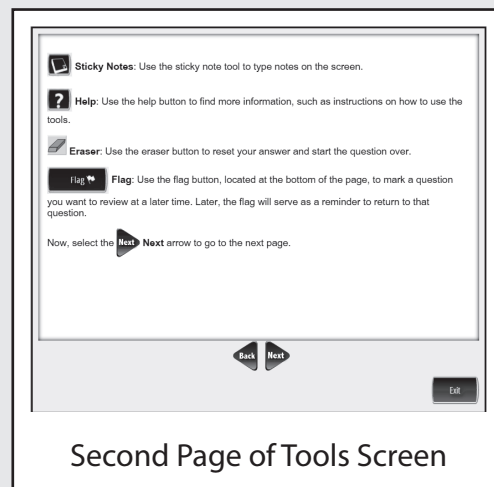 Sticky Notes: Use the sticky note tool to type notes on the screen.
? Help: Use the help button to find more information, such as instructions on how to use the
tools.
Eraser: Use the eraser button to reset your answer and start the question over.
Flag Flag: Use the flag button, located at the bottom of the page, to mark a question
you want to review at a later time. Later, the flag will serve as a reminder to return to that
question.
Now, select the Next Next arrow to go to the next page.
Back Next
Exit
Second Page of Tools Screen